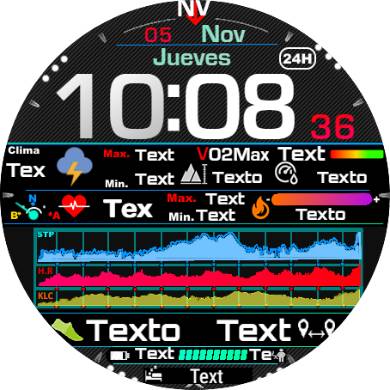 NV
05 Nov
Jueves 24H
10:08 36
Clima Max. Text VO2Max Text
Tex Min. Text Texto Texto
N Max. Text
B* *A Tex Min. Text Texto
STP
H.R
KLC
Texto Text
Text Te
Text